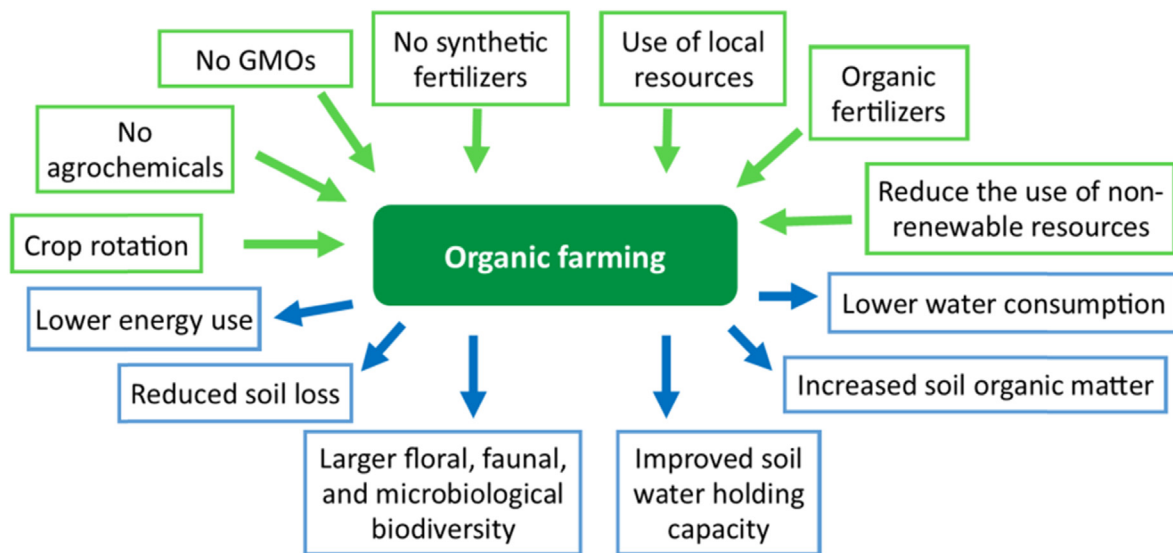 No GMOs
No synthetic
fertilizers
Use of local
resources
Organic
fertilizers
No
agrochemicals
Reduce the use of non-
renewable resources
Crop rotation
Organic farming
Lower energy use
Lower water consumption
Reduced soil loss
Increased soil organic matter
Larger floral, faunal,
and microbiological
biodiversity
Improved soil
water holding
capacity